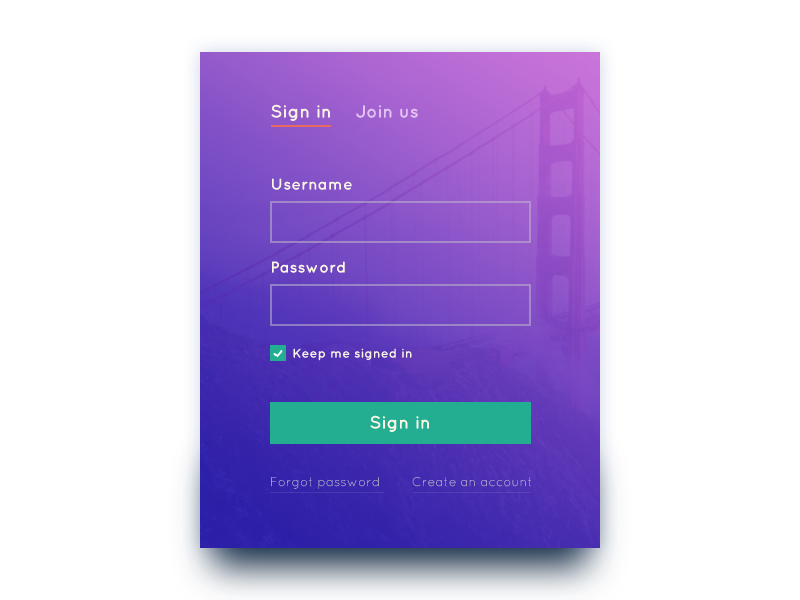 Sign in Join us
Username
Password
Keep me signed in
Sign in
Forgot password Create an account